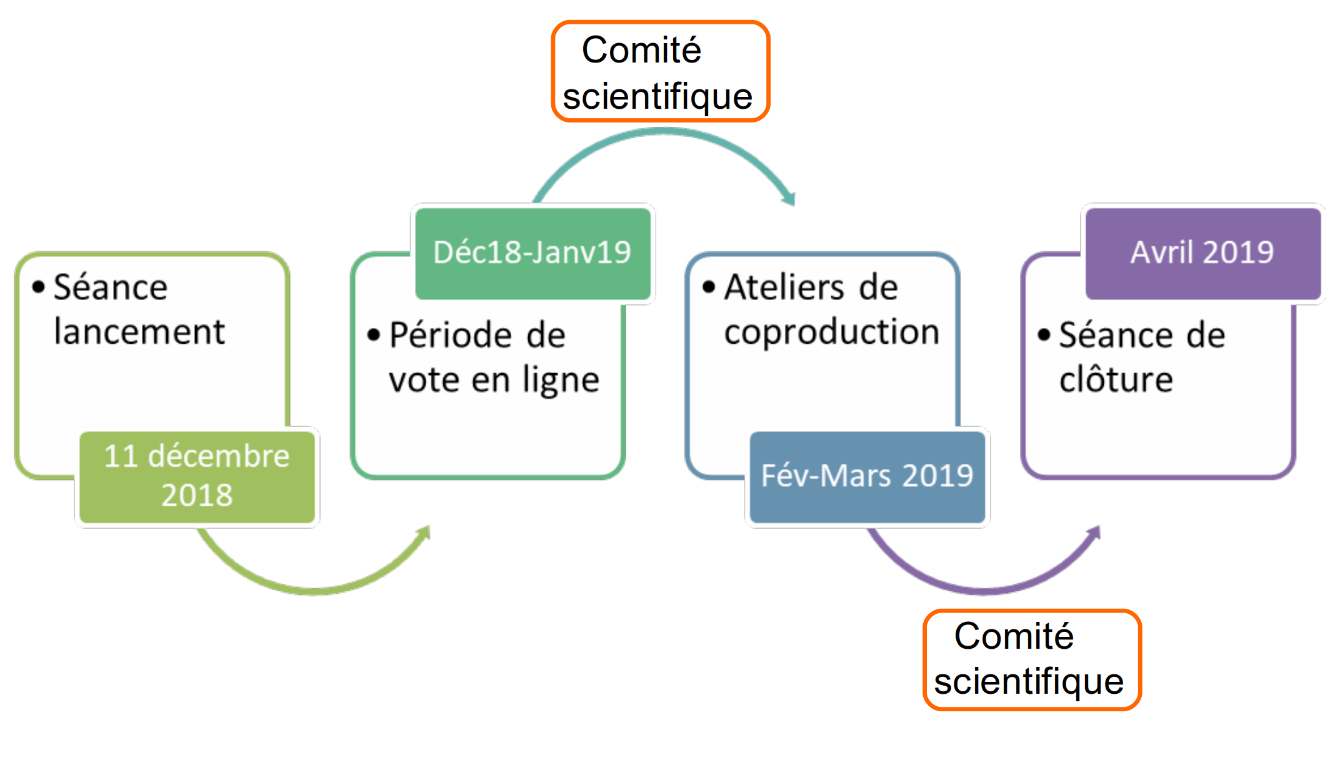 Comité
scientifique
• Séance
lancement
11 décembre
2018
Déc18-Janv19
• Période de
vote en ligne
• Ateliers de
coproduction
Fév-Mars 2019
Avril 2019
• Séance de
clôture
Comité
scientifique